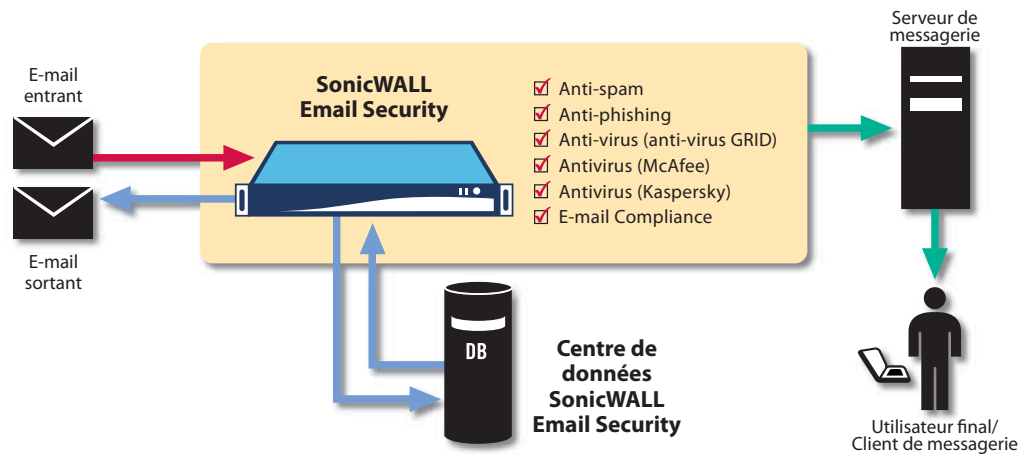 E-mail
entrant
E-mail
sortant
SonicWALL
Email Security
Anti-spam
Anti-phishing
Anti-virus (anti-virus GRID)
Antivirus (McAfee)
Antivirus (Kaspersky)
E-mail Compliance
DB
Centre de
données
SonicWALL
Email Security
Serveur de
messagerie
Utilisateur final/
Client de messagerie